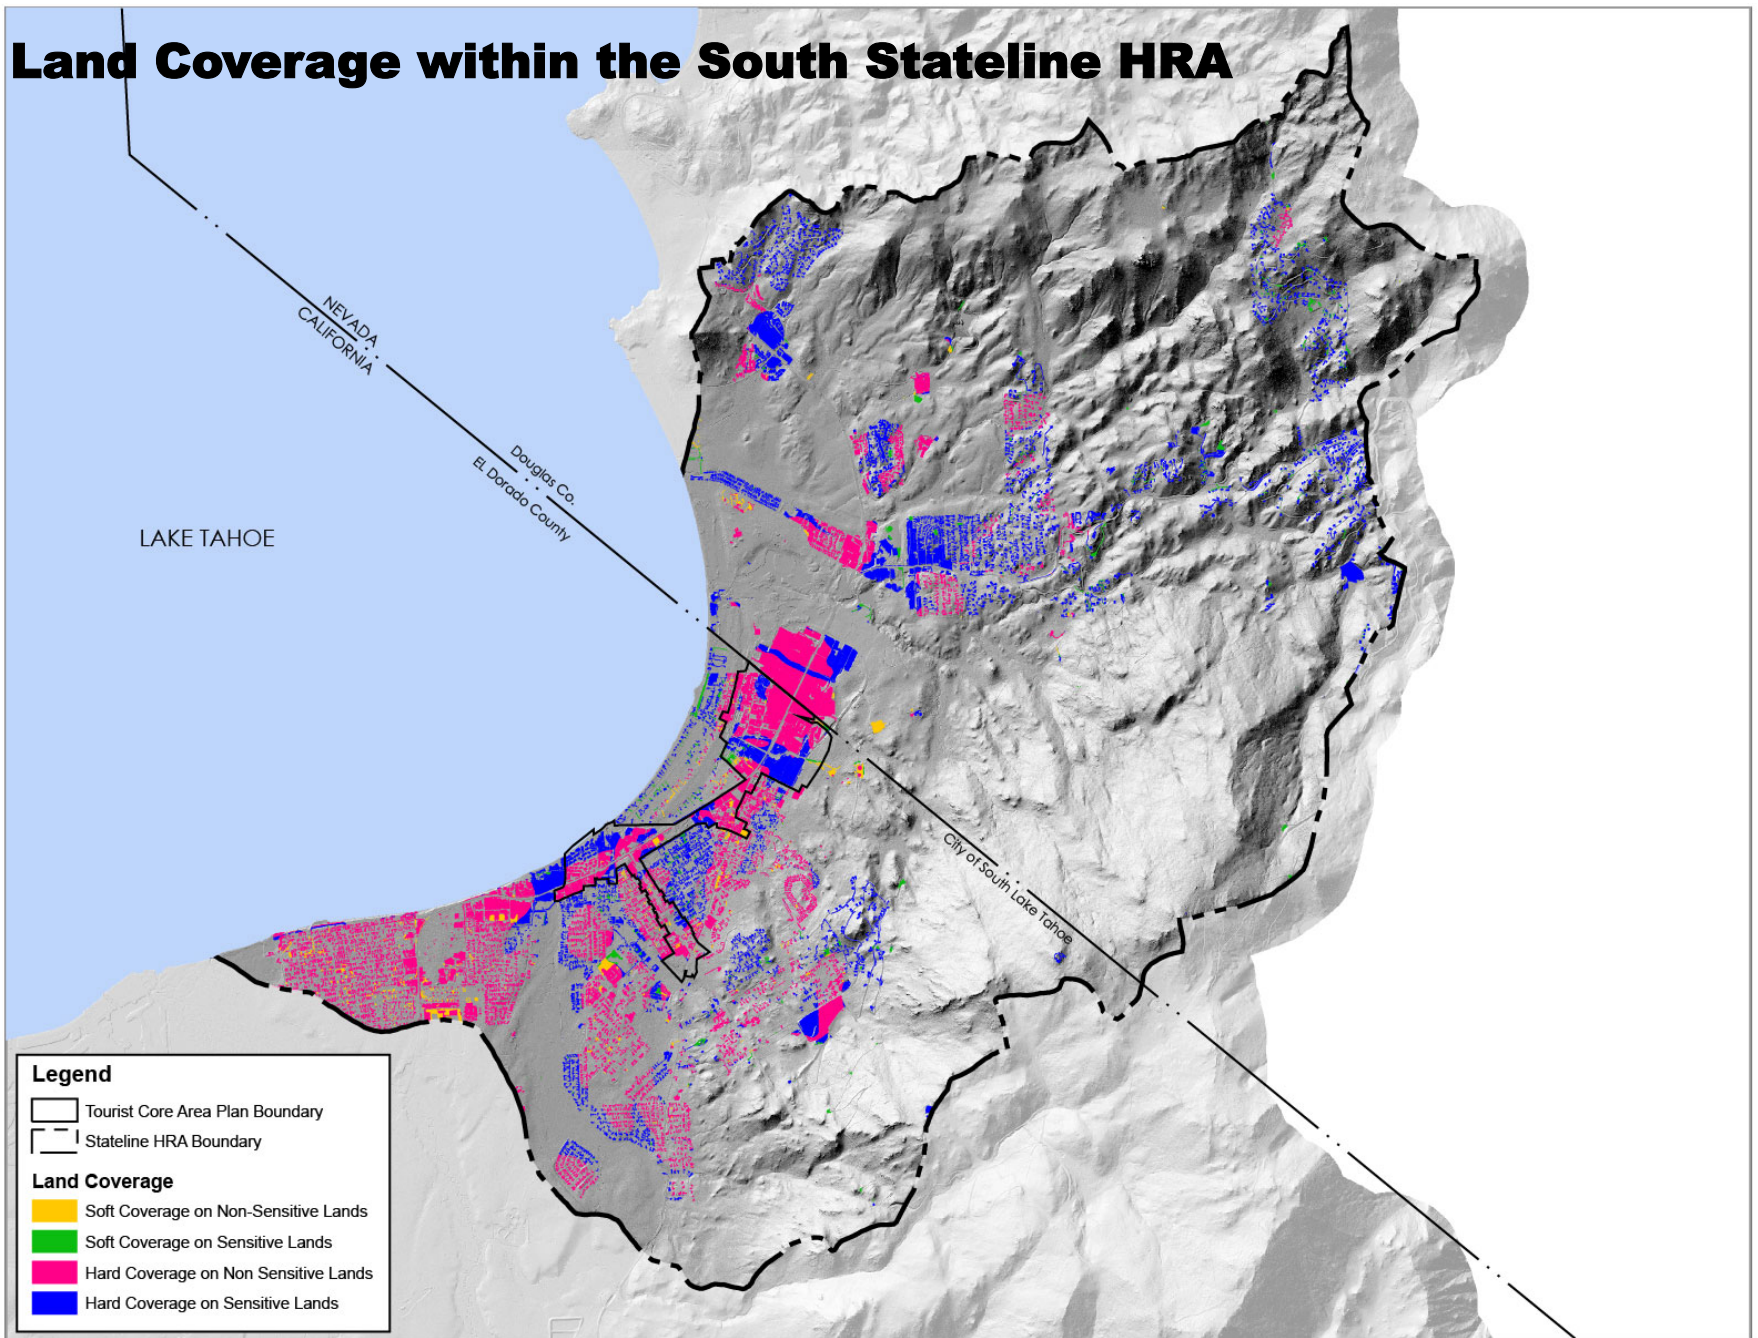 Land Coverage within the South Stateline HRA
NEVADA
CALIFORNIA
Douglas Co.
EL Dorado County
LAKE TAHOE
City of South Lake Tahoe
Legend
Tourist Core Area Plan Boundary
Stateline HRA Boundary
Land Coverage
Soft Coverage on Non-Sensitive Lands
Soft Coverage on Sensitive Lands
Hard Coverage on Non Sensitive Lands
Hard Coverage on Sensitive Lands